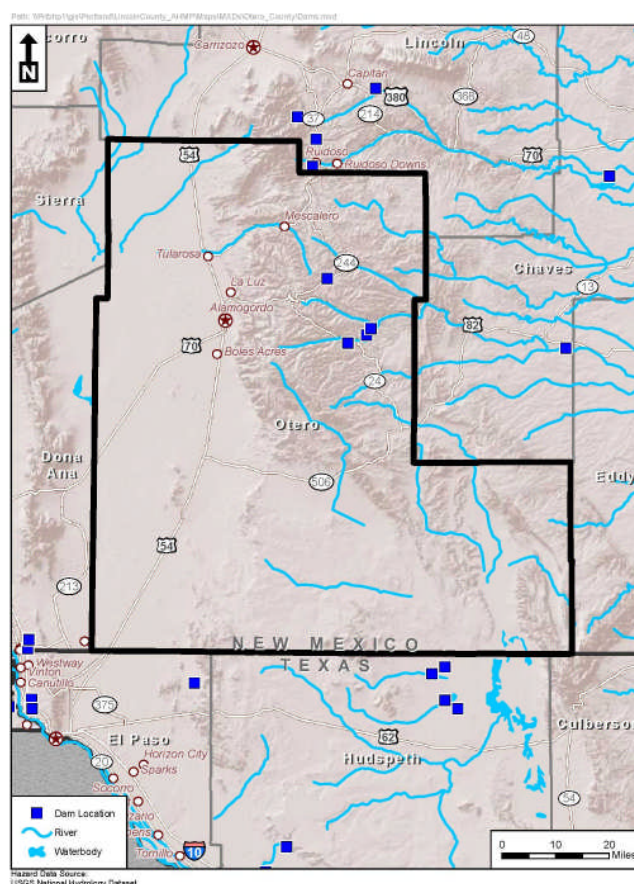 Carrizozo
Lincoln
48
Capitan
380
368
37
214
54
70
Ruidoso
Ruidoso Downs
Sierra
Mescalero
Tularosa
244
Chaves
La Luz
13
Alamogordo
82
70
Boles Acres
24
Otero
Dona
Ana
506
Eddy
54
213
NEW MEXICO
TEXAS
Westway
Vinton
Canutillo
375
El Paso
62
Culberson
Hudspeth
Horizon City
20
Sparks
Socorro
54
Dam Location
River
Waterbody
Tornillo
10
0 10 20
Miles
N
Hazard Data Source:
USGS National Hydrology Dataset